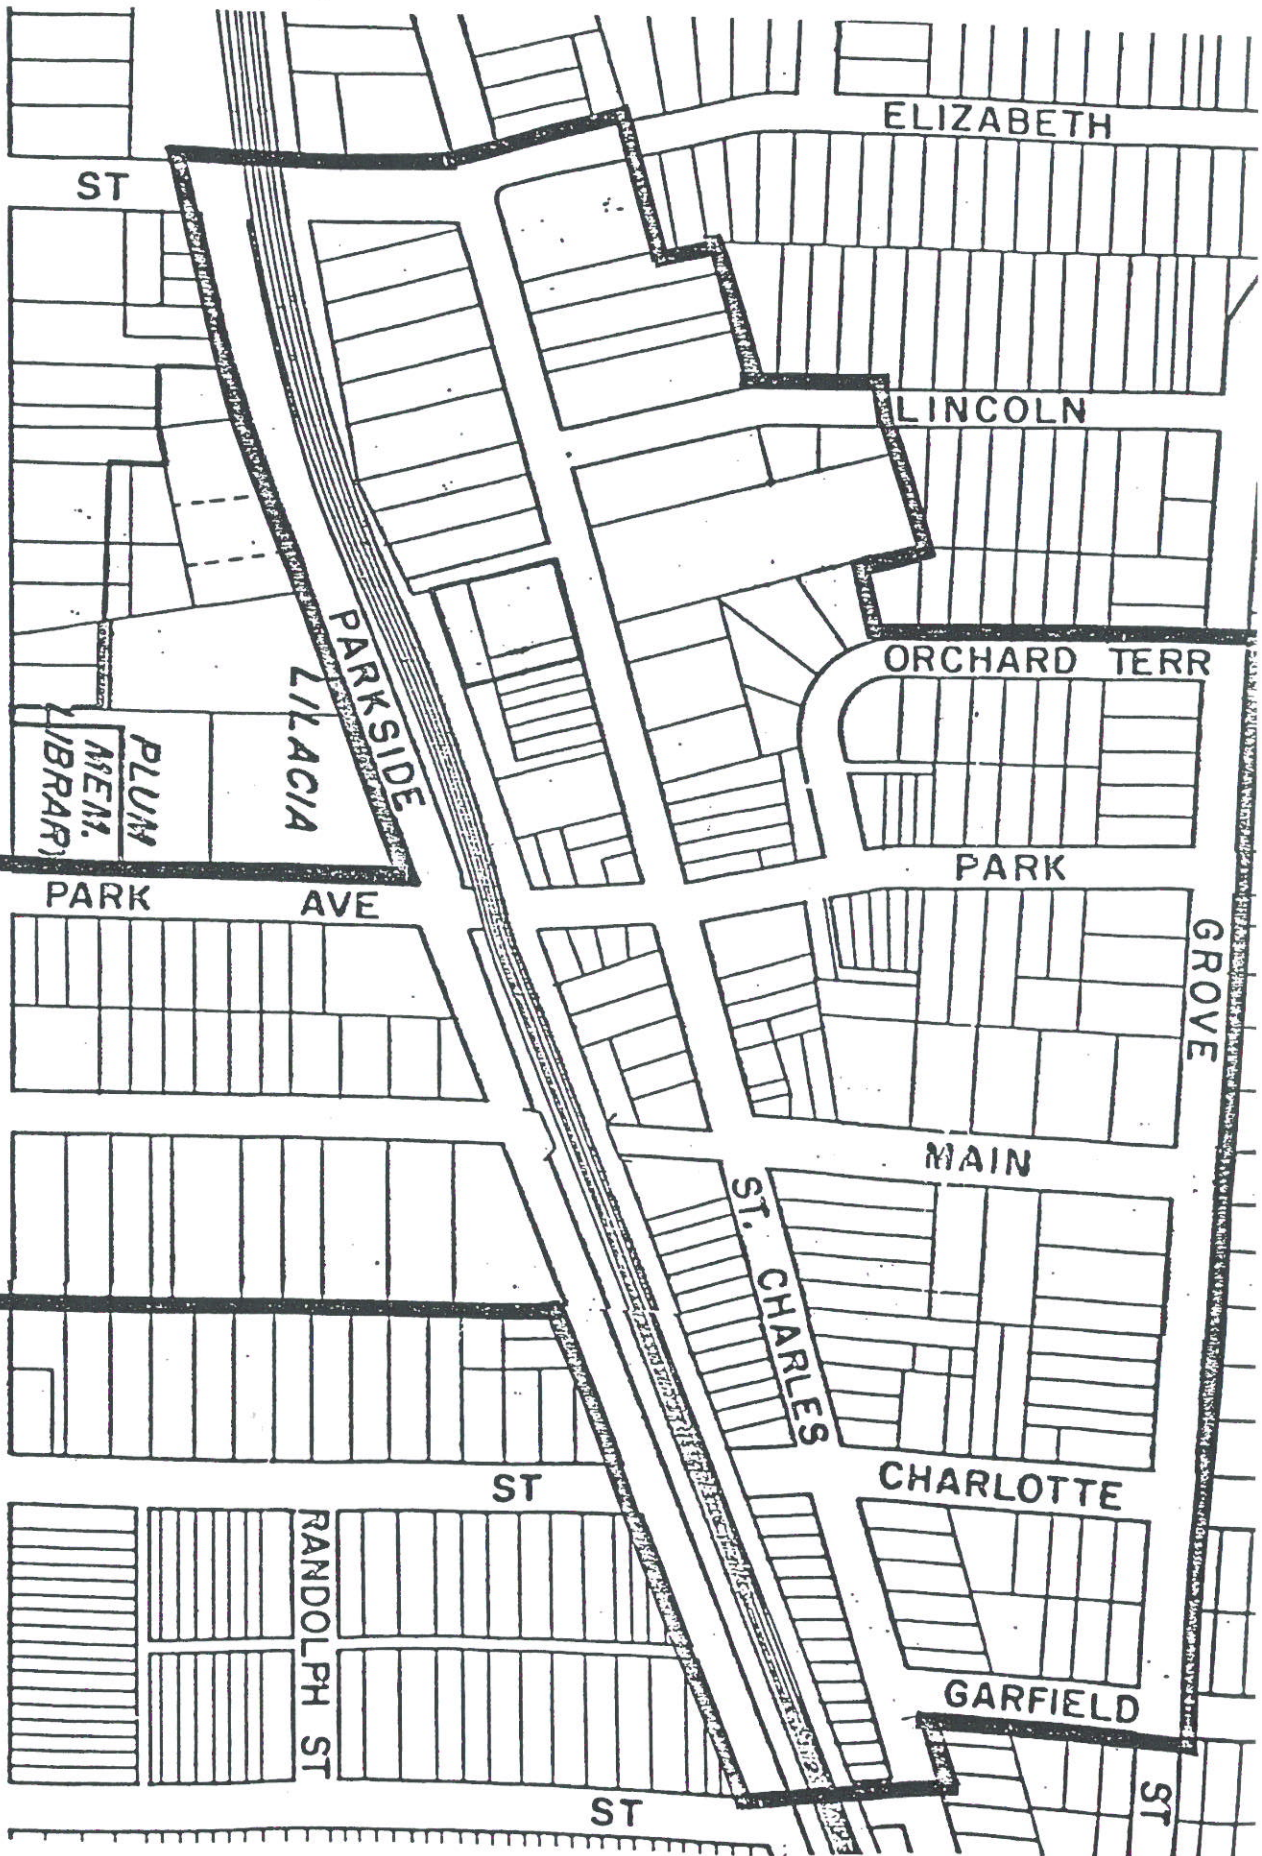 ELIZABETH
ST
LINCOLN
PARKSIDE
ORCHARD TERR
LILACIA
PLUM
MEM.
LIBRARY
PARK
PARK AVE
GROVE
MAIN
ST. CHARLES
CHARLOTTE
ST
RANDOLPH ST
GARFIELD
ST
ST